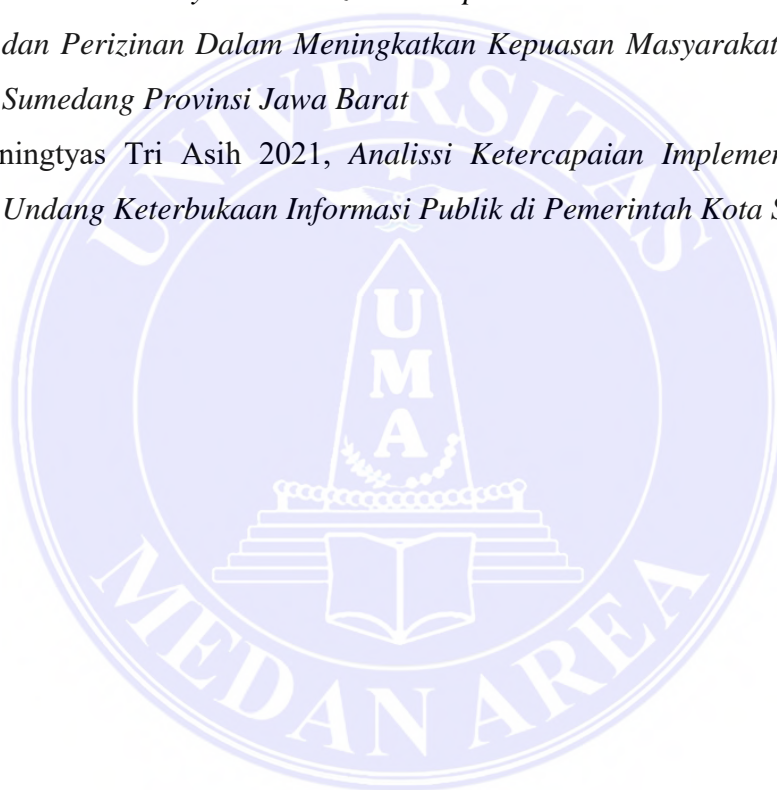 dan Perizinan Dalam Meningkatkan Kepuasan Masyarakat
Sumedang Provinsi Jawa Barat
ningtyas Tri Asih 2021, Analissi Ketercapaian Implemen
Undang Keterbukaan Informasi Publik di Pemerintah Kota S
UNIVERSITAS
UMA
MEDAN AREA